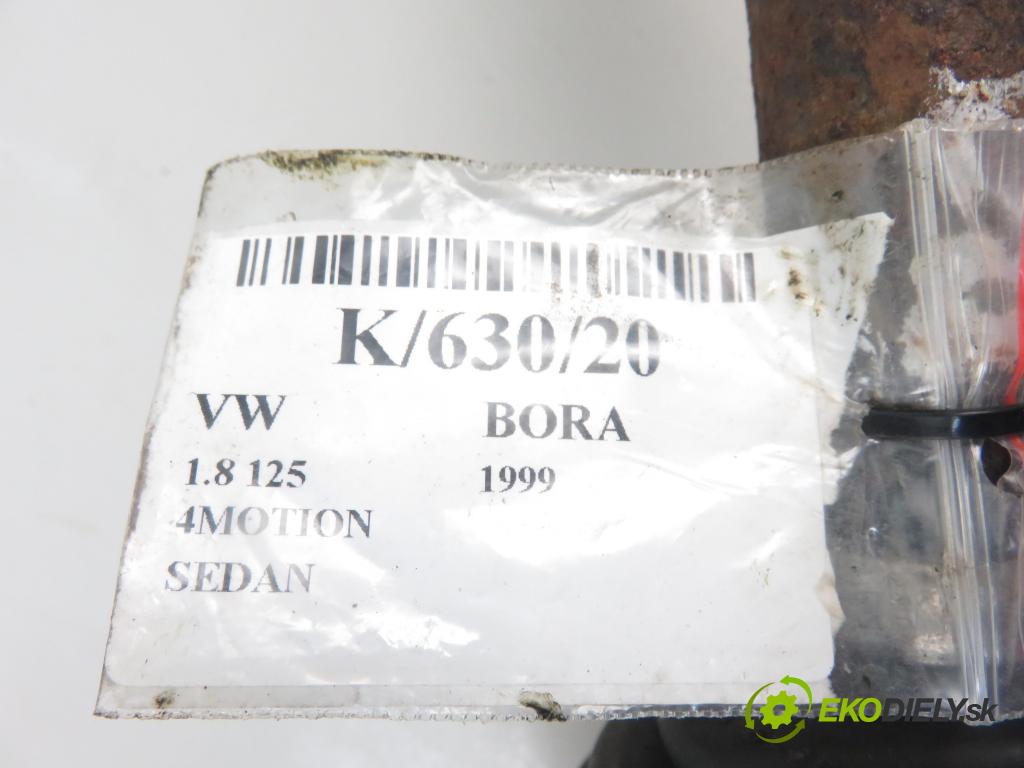 K/630/20
VW BORA
1.8 125 1999
4MOTION
SEDAN
EKODIELY.sk